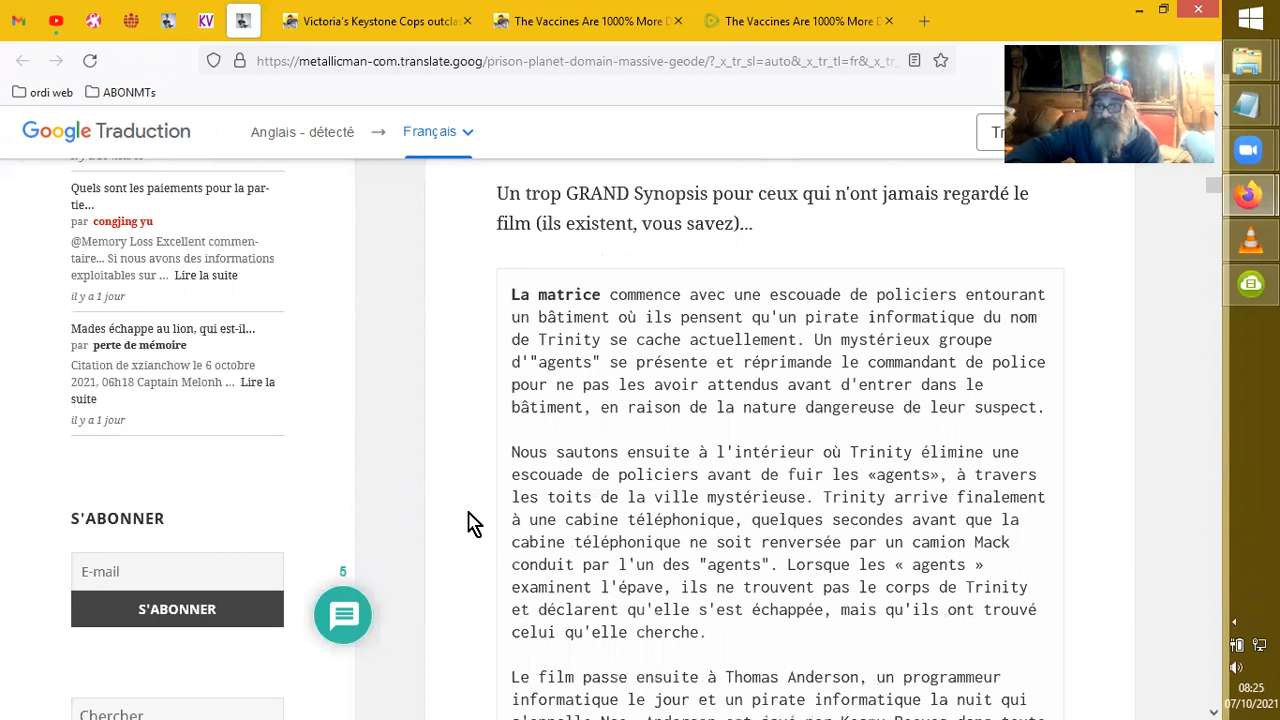 KV
Victoria's Keystone Cops outcla
The Vaccines Are 1000% More D
The Vaccines Are 1000% More D
https://metallicman-com.translate.goog/prison-planet-domain-massive-geode/?_x_tr_sl=auto&_x_tr_tl=fr&_x_
ordi web
ABONMTs
Google Traduction
Anglais - détecté
Français
Tr
Quels sont les paiements pour la par-
tie...
par congjing yu
@Memory Loss Excellent commen-
taire... Si nous avons des informations
exploitables sur ... Lire la suite
il y a 1 jour
Mades échappe au lion, qui est-il...
par perte de mémoire
Citation de xzianchow le 6 octobre
2021, 06h18 Captain Melonh ... Lire la
suite
il y a 1 jour
S'ABONNER
E-mail
S'ABONNER
Chercher
5
Un trop GRAND Synopsis pour ceux qui n'ont jamais regardé le
film (ils existent, vous savez)...
La matrice commence avec une escouade de policiers entourant
un bâtiment où ils pensent qu'un pirate informatique du nom
de Trinity se cache actuellement. Un mystérieux groupe
d'"agents" se présente et réprimande le commandant de police
pour ne pas les avoir attendus avant d'entrer dans le
bâtiment, en raison de la nature dangereuse de leur suspect.
Nous sautons ensuite à l'intérieur où Trinity élimine une
escouade de policiers avant de fuir les «agents», à travers
les toits de la ville mystérieuse. Trinity arrive finalement
à une cabine téléphonique, quelques secondes avant que la
cabine téléphonique ne soit renversée par un camion Mack
conduit par l'un des "agents". Lorsque les « agents »
examinent l'épave, ils ne trouvent pas le corps de Trinity
et déclarent qu'elle s'est échappée, mais qu'ils ont trouvé
celui qu'elle cherche.
Le film passe ensuite à Thomas Anderson, un programmeur
informatique le jour et un pirate informatique la nuit qui
08:25
07/10/2021